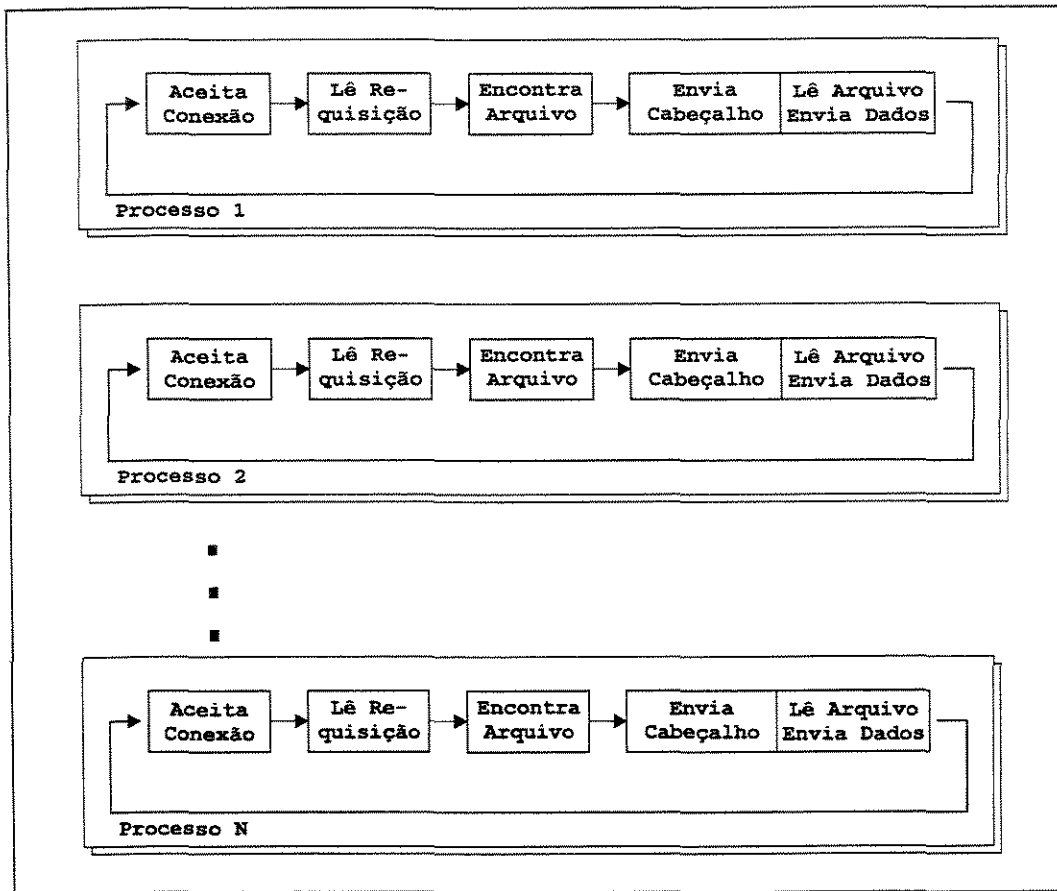 Aceita
Conexão
Lê Re-
quisição
Encontra
Arquivo
Envia
Cabeçalho
Lê Arquivo
Envia Dados
Processo 1
Aceita
Conexão
Lê Re-
quisição
Encontra
Arquivo
Envia
Cabeçalho
Lê Arquivo
Envia Dados
Processo 2
Aceita
Conexão
Lê Re-
quisição
Encontra
Arquivo
Envia
Cabeçalho
Lê Arquivo
Envia Dados
Processo N